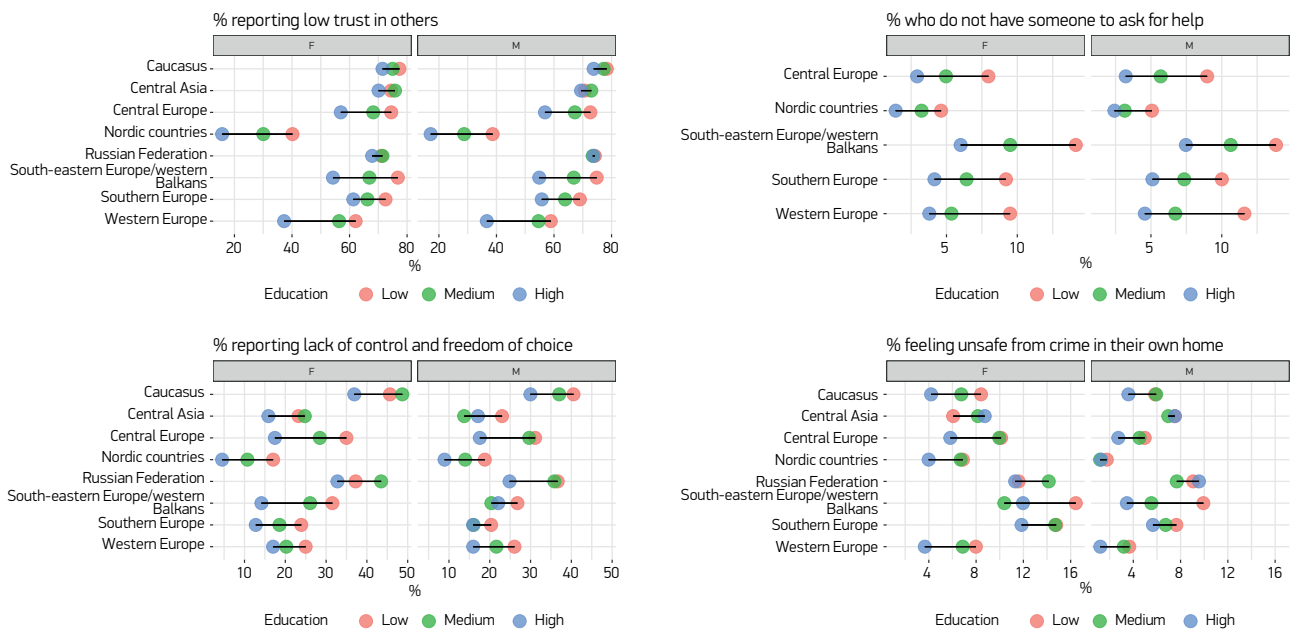 % reporting low trust in others
F
M
Caucasus
Central Asia
Central Europe
Nordic countries
Russian Federation
South-eastern Europe/western
Balkans
Southern Europe
Western Europe
20 40 60 80 20 40 60 80
%
Education Low Medium High
% who do not have someone to ask for help
F
M
Central Europe
Nordic countries
South-eastern Europe/western
Balkans
Southern Europe
Western Europe
5 10 5 10
%
Education Low Medium High
% reporting lack of control and freedom of choice
F
M
Caucasus
Central Asia
Central Europe
Nordic countries
Russian Federation
South-eastern Europe/western
Balkans
Southern Europe
Western Europe
10 20 30 40 50 10 20 30 40 50
%
Education Low Medium High
% feeling unsafe from crime in their own home
F
M
Caucasus
Central Asia
Central Europe
Nordic countries
Russian Federation
South-eastern Europe/western
Balkans
Southern Europe
Western Europe
4 8 12 16 4 8 12 16
%
Education Low Medium High